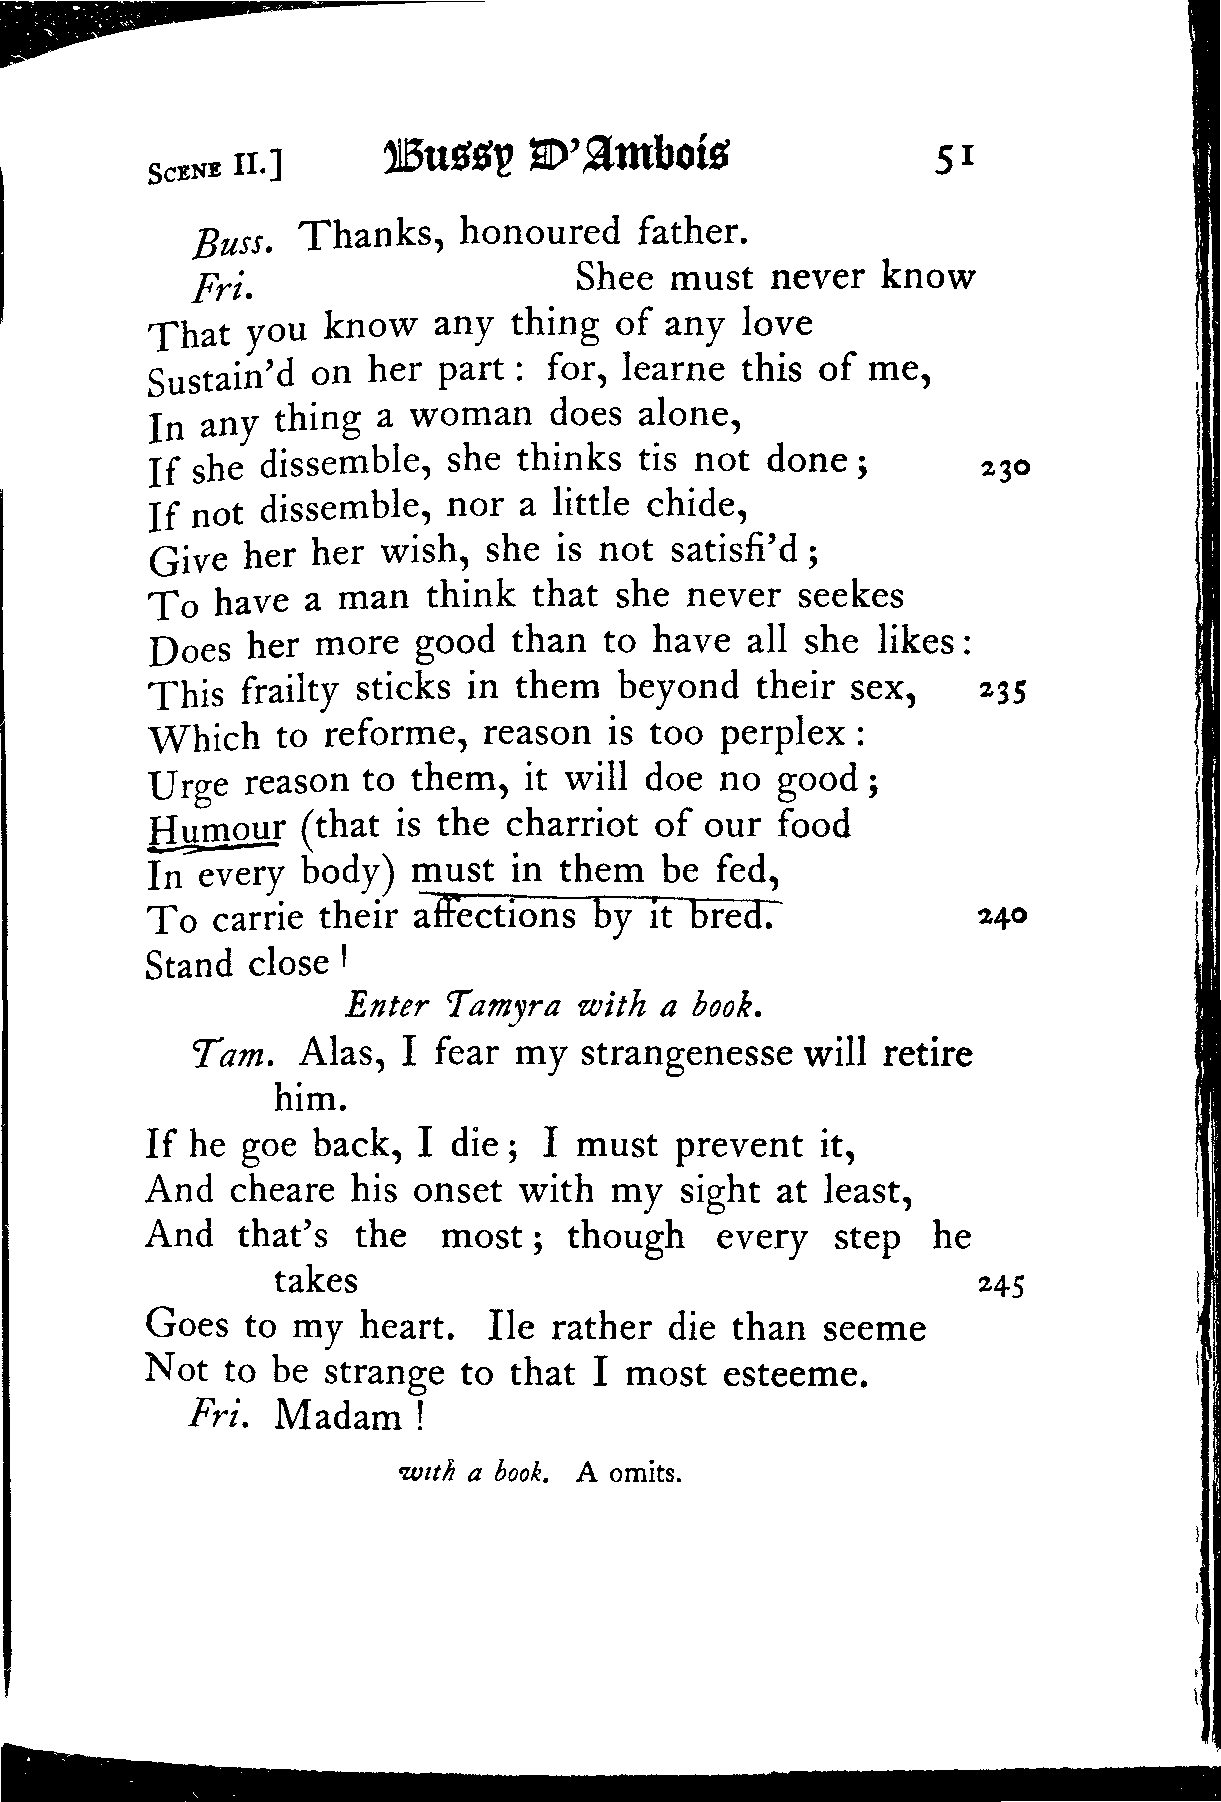 SCENE II.] Bussy D'Ambois 51
Buss. Thanks, honoured father.
Fri. Shee must never know
That you know any thing of any love
Sustain'd on her part : for, learne this of me,
In any thing a woman does alone,
If she dissemble, she thinks tis not done ; 230
If not dissemble, nor a little chide,
Give her her wish, she is not satisfi'd ;
To have a man think that she never seekes
Does her more good than to have all she likes :
This frailty sticks in them beyond their sex, 235
Which to reforme, reason is too perplex :
Urge reason to them, it will doe no good ;
Humour (that is the charriot of our food
In every body) must in them be fed,
To carrie their affections by it bred. 240
Stand close !
Enter Tamyra with a book.
Tam. Alas, I fear my strangenesse will retire
him.
If he goe back, I die ; I must prevent it,
And cheare his onset with my sight at least,
And that's the most ; though every step he
takes 245
Goes to my heart. Ile rather die than seeme
Not to be strange to that I most esteeme.
Fri. Madam !
with a book. A omits.